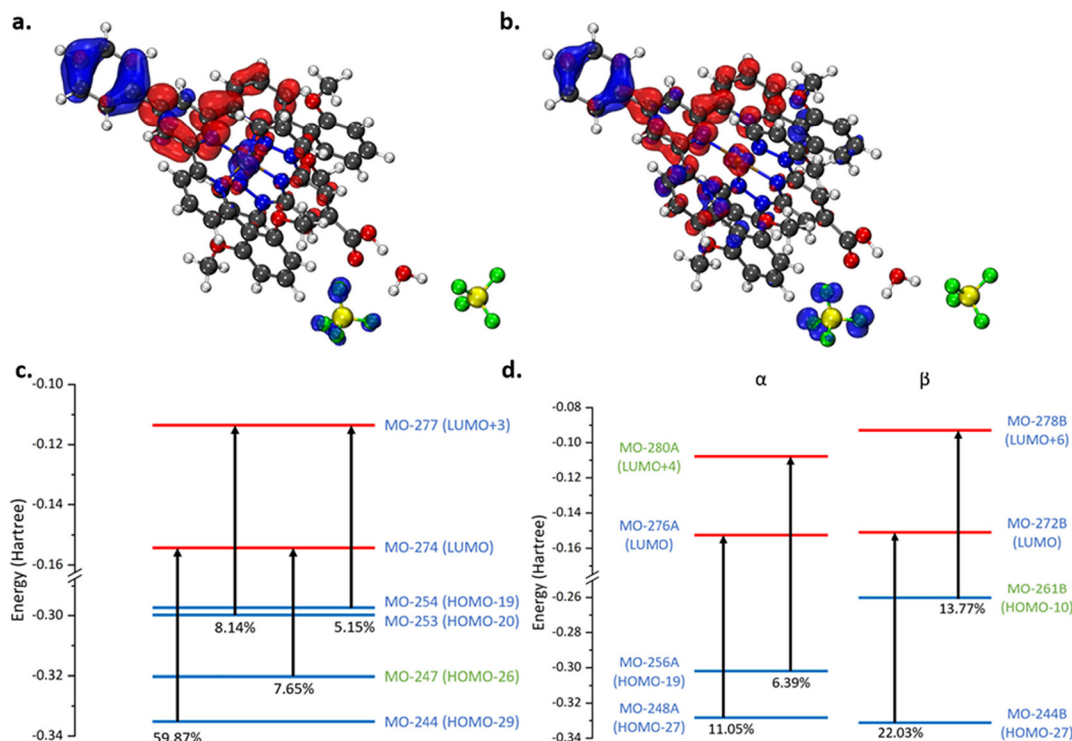 a.
b.
c.
Energy (Hartree)
-0.10
-0.12
-0.14
-0.16
-0.30
-0.32
-0.34
MO-277 (LUMO+3)
MO-274 (LUMO)
MO-254 (HOMO-19)
MO-253 (HOMO-20)
MO-247 (HOMO-26)
MO-244 (HOMO-29)
8.14%
5.15%
7.65%
59.87%
d.
α
β
Energy (Hartree)
-0.08
-0.10
-0.12
-0.14
-0.16
-0.26
-0.28
-0.30
-0.32
-0.34
MO-280A
(LUMO+4)
MO-276A
(LUMO)
MO-256A
(HOMO-19)
MO-248A
(HOMO-27)
6.39%
11.05%
MO-278B
(LUMO+6)
MO-272B
(LUMO)
MO-261B
(HOMO-10)
MO-244B
(HOMO-27)
13.77%
22.03%